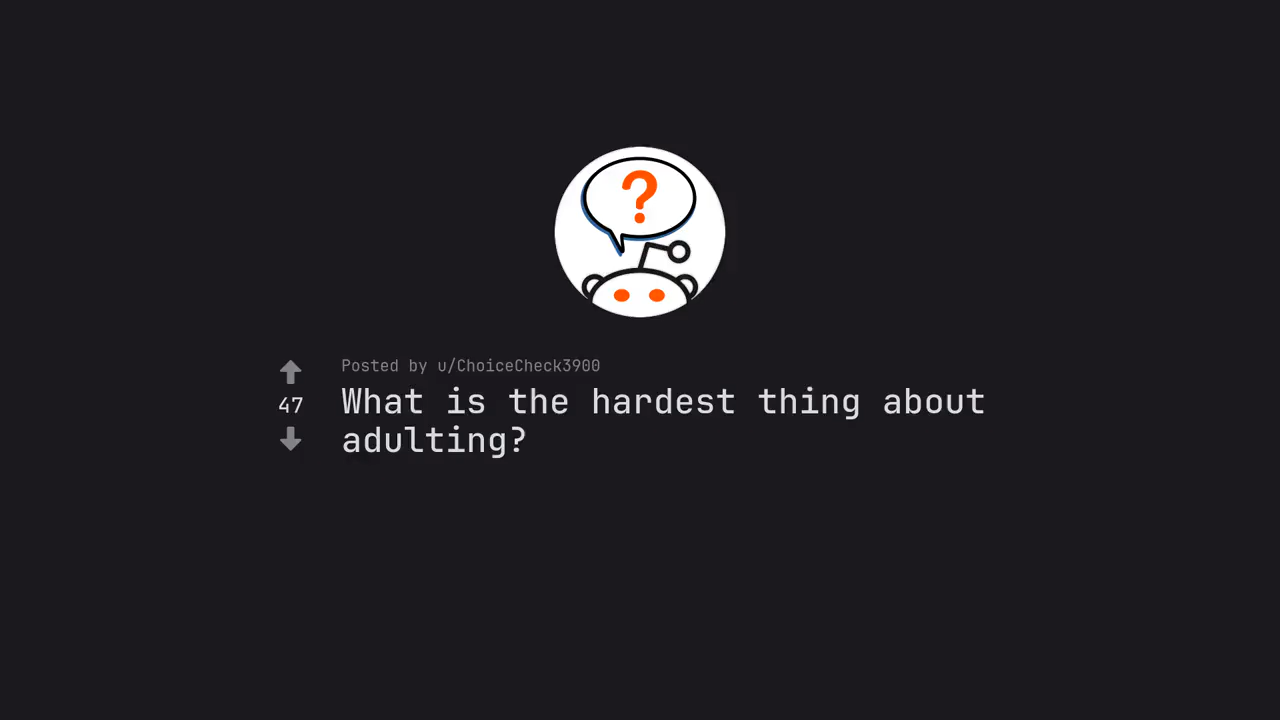 ?
Posted by u/ChoiceCheck3900
47
What is the hardest thing about
adulting?